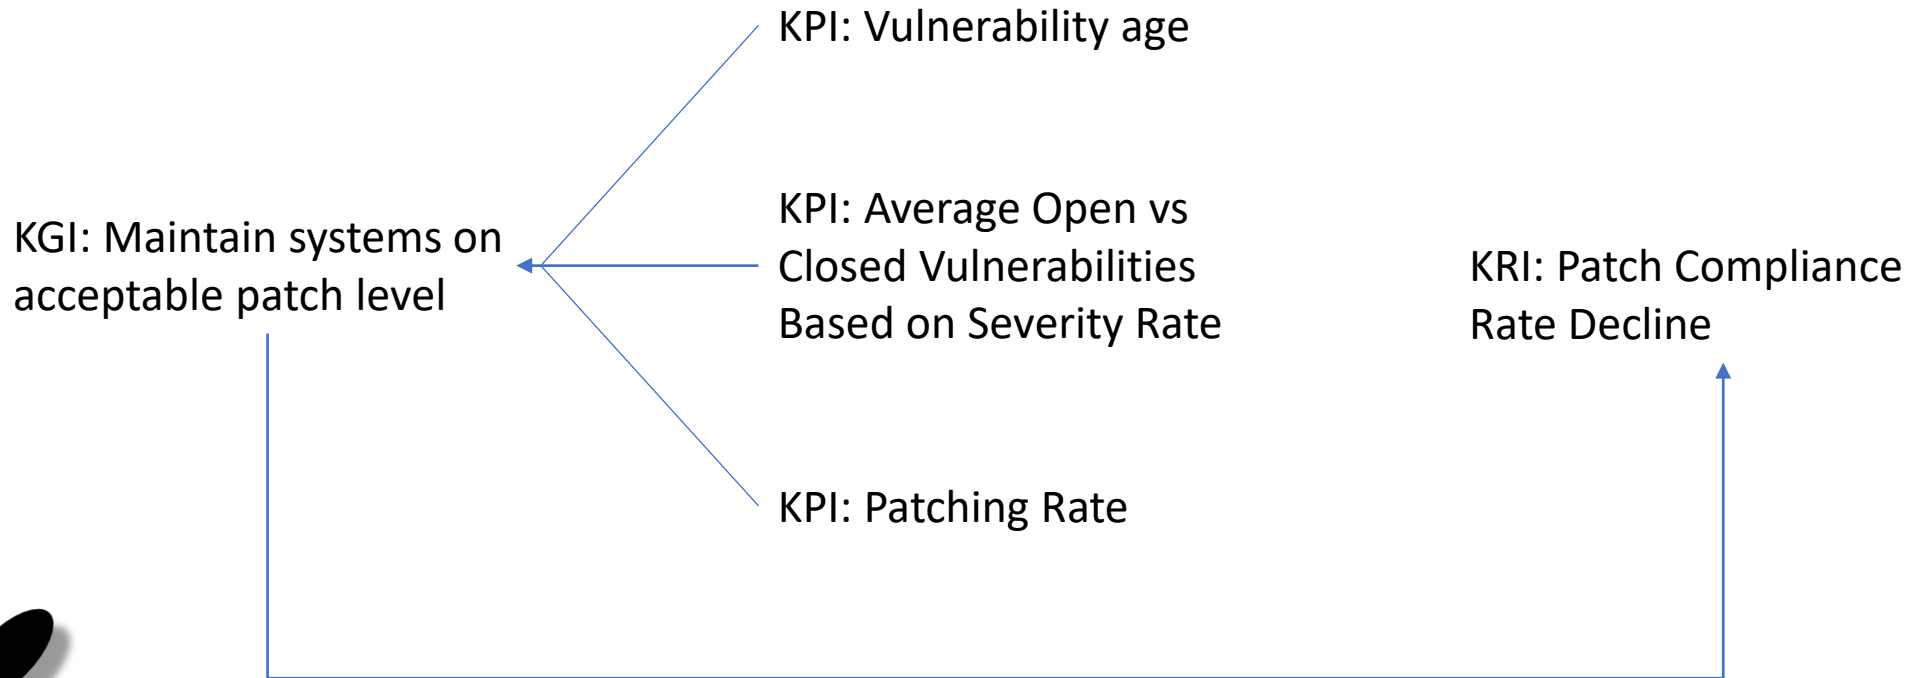 KPI: Vulnerability age
KGI: Maintain systems on
acceptable patch level
KPI: Average Open vs
Closed Vulnerabilities
Based on Severity Rate
KRI: Patch Compliance
Rate Decline
KPI: Patching Rate